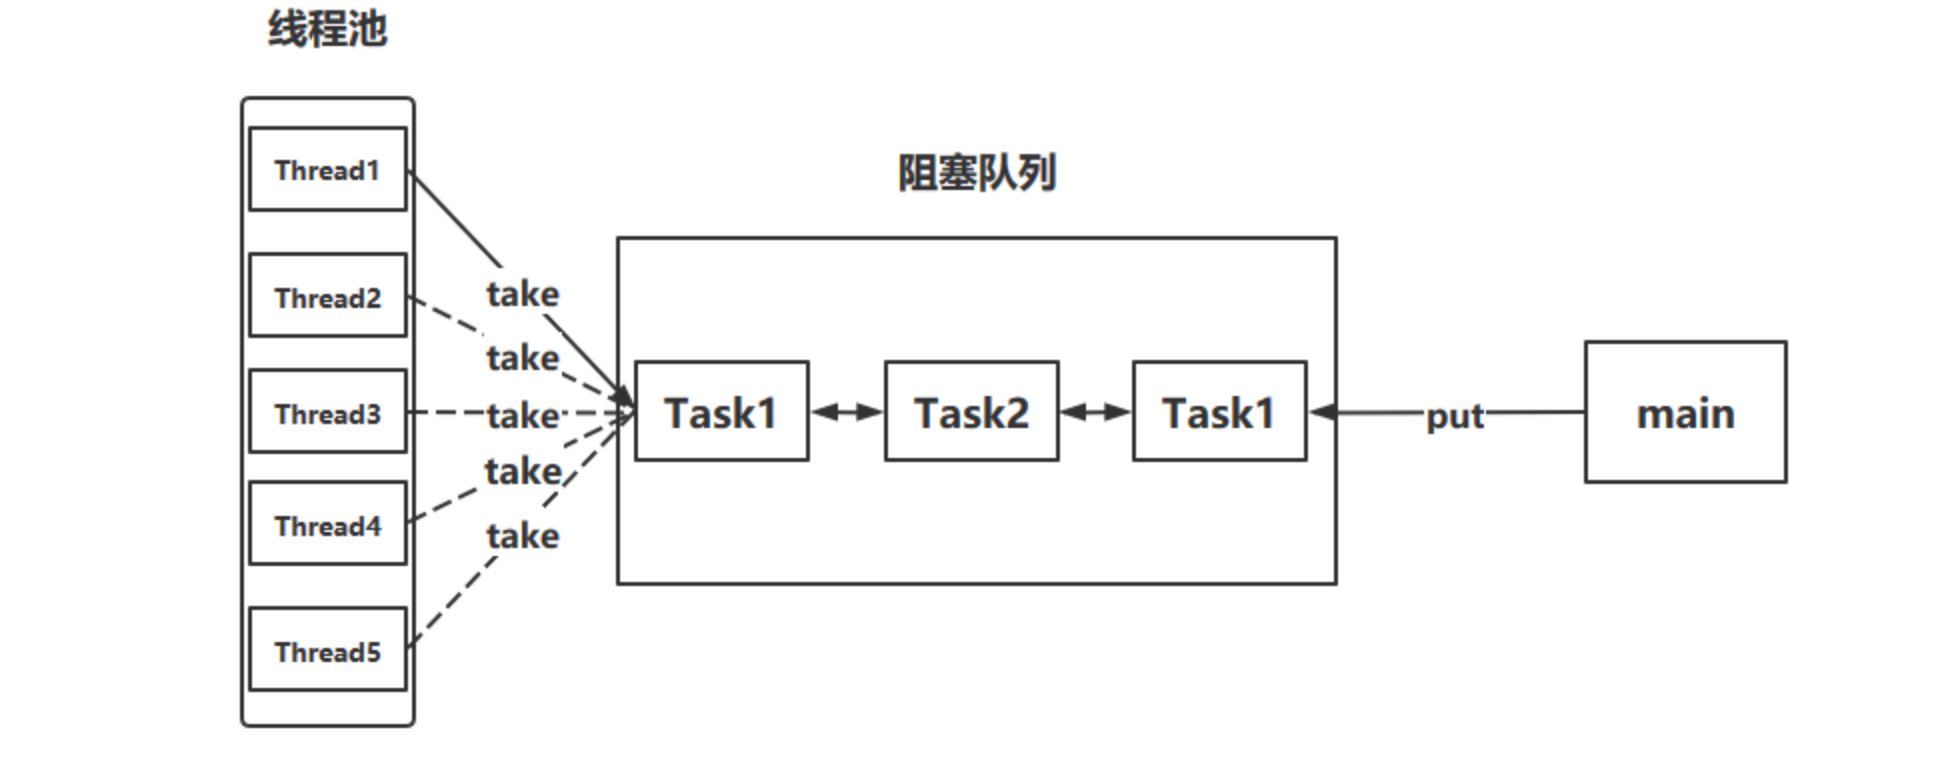 线程池
Thread1
Thread2
Thread3
Thread4
Thread5
take
take
take
take
take
阻塞队列
Task1
Task2
Task1
put
main